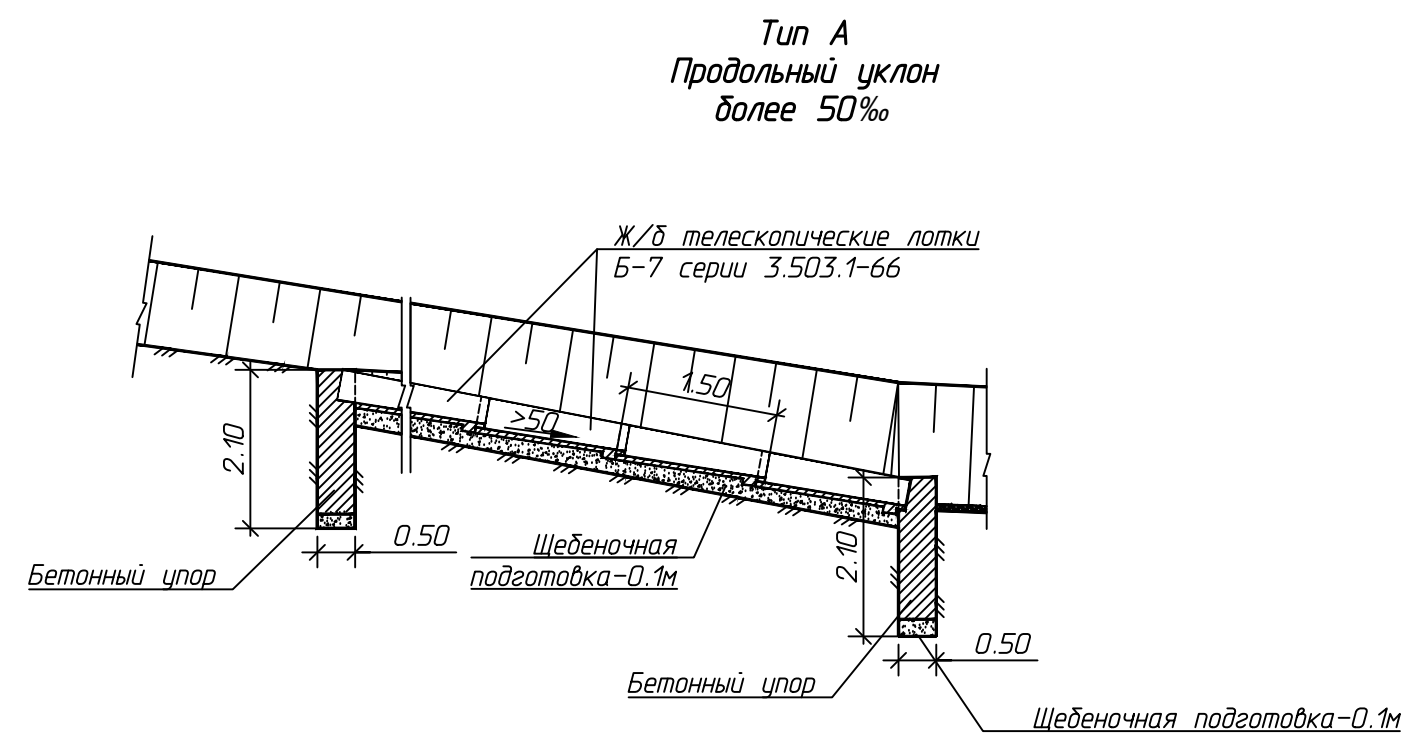 Тип А
Продольный уклон
более 50‰
Ж/б телескопические лотки
Б-7 серии 3.503.1-66
1.50
>50
2.10
0.50
Щебеночная
подготовка-0.1м
Бетонный упор
2.10
0.50
Бетонный упор
Щебеночная подготовка-0.1м